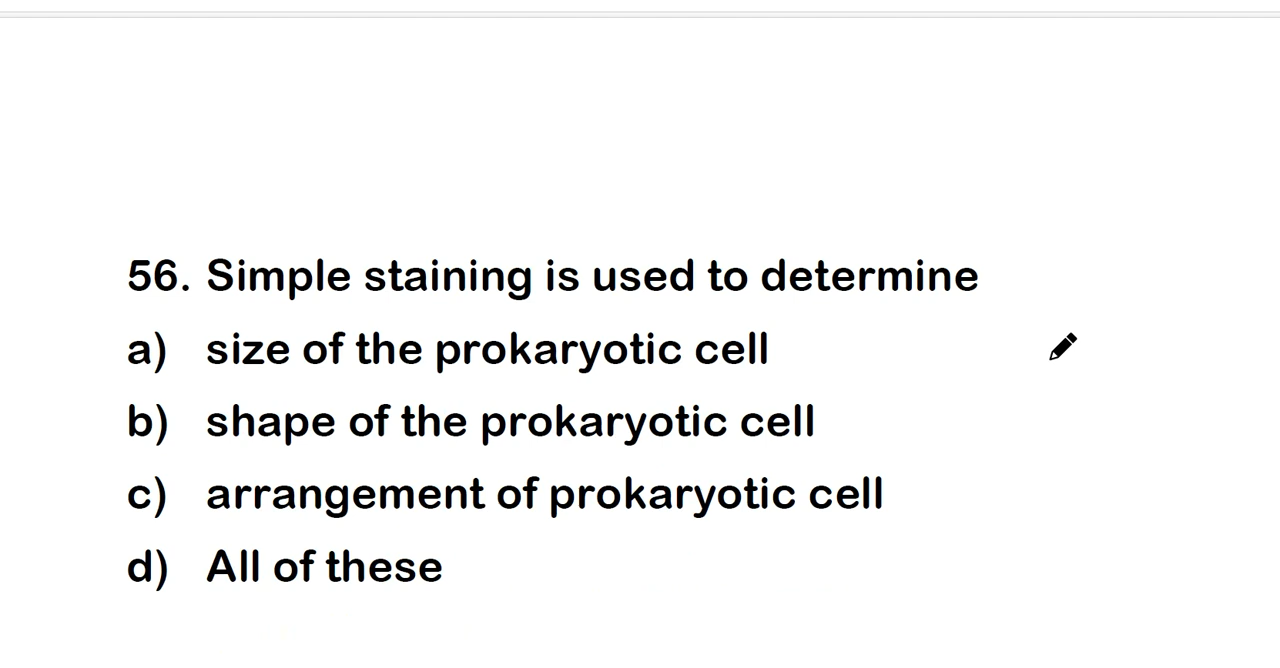 56. Simple staining is used to determine
a) size of the prokaryotic cell
b) shape of the prokaryotic cell
c) arrangement of prokaryotic cell
d) All of these